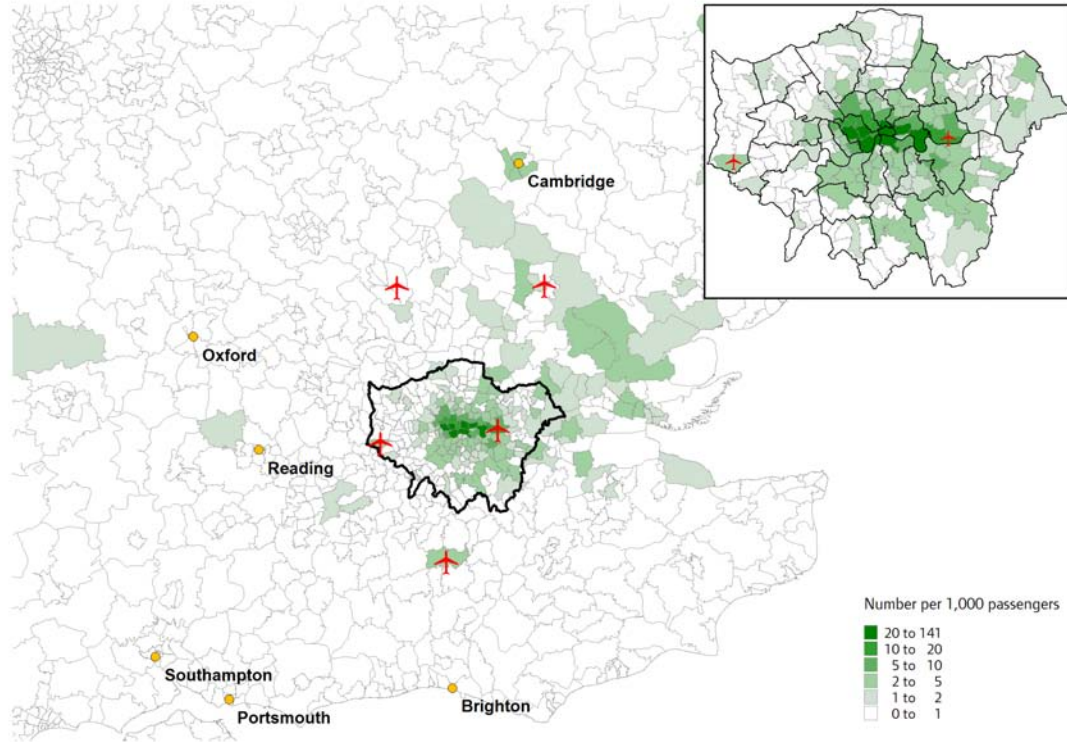 Cambridge
Oxford
Reading
Southampton
Portsmouth
Brighton
Number per 1,000 passengers
20 to 141
10 to 20
5 to 10
2 to 5
1 to 2
0 to 1